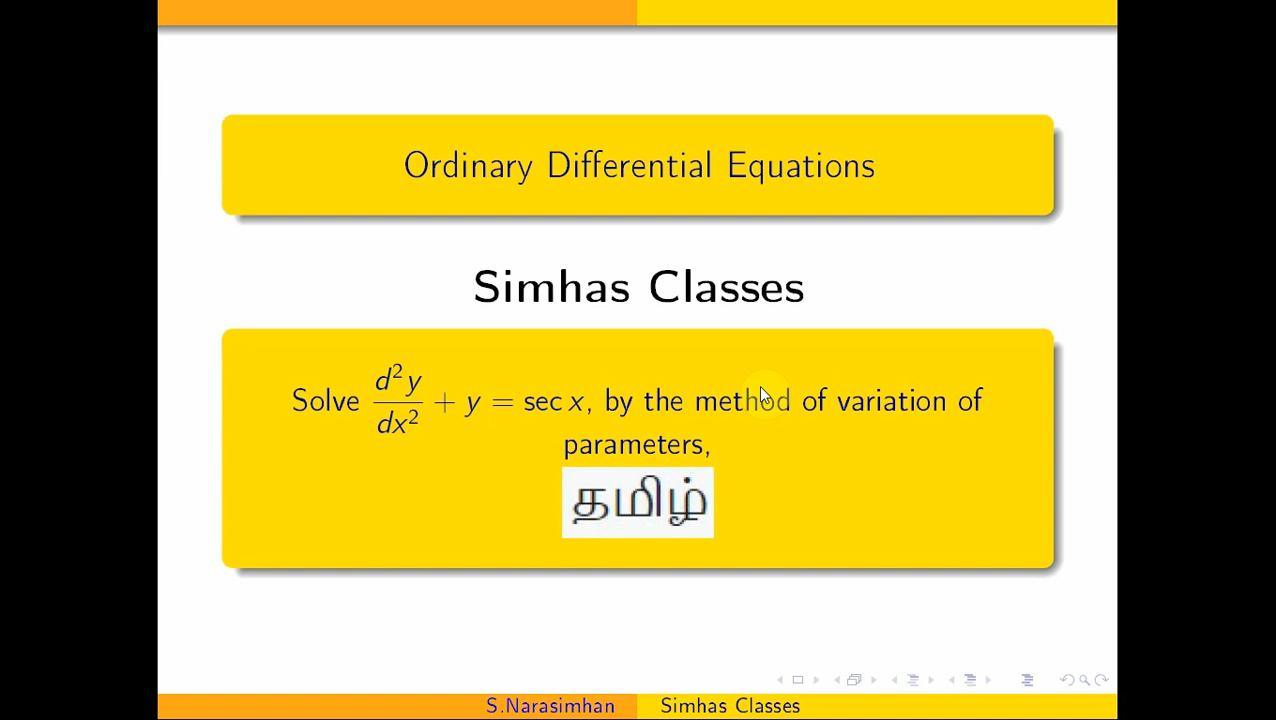 Ordinary Differential Equations
Simhas Classes
Solve d²y/dx² + y = sec x, by the method of variation of
parameters,
தமிழ்
S.Narasimhan Simhas Classes